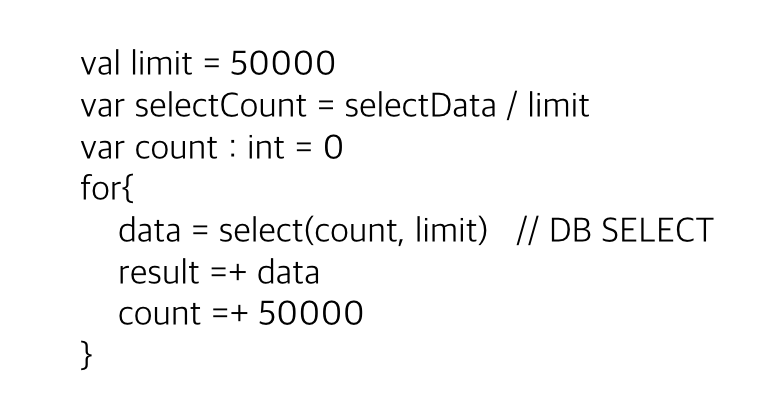 val limit = 50000
var selectCount = selectData / limit
var count : int = 0
for{
data = select(count, limit) // DB SELECT
result =+ data
count =+ 50000
}